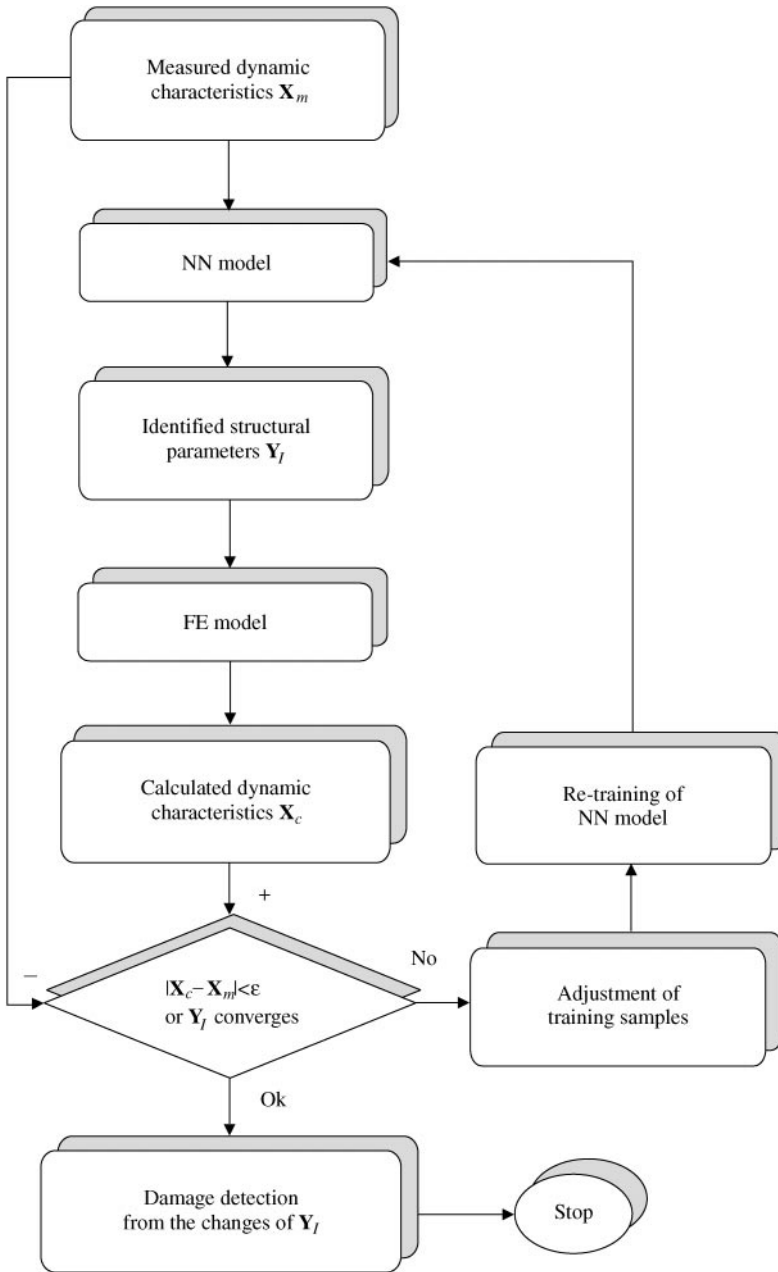 Measured dynamic
characteristics Xm
NN model
Identified structural
parameters YI
FE model
Calculated dynamic
characteristics Xc
+
−
|Xc−Xm|<ε
or YI converges
No
Adjustment of
training samples
Re-training of
NN model
Ok
Damage detection
from the changes of YI
Stop